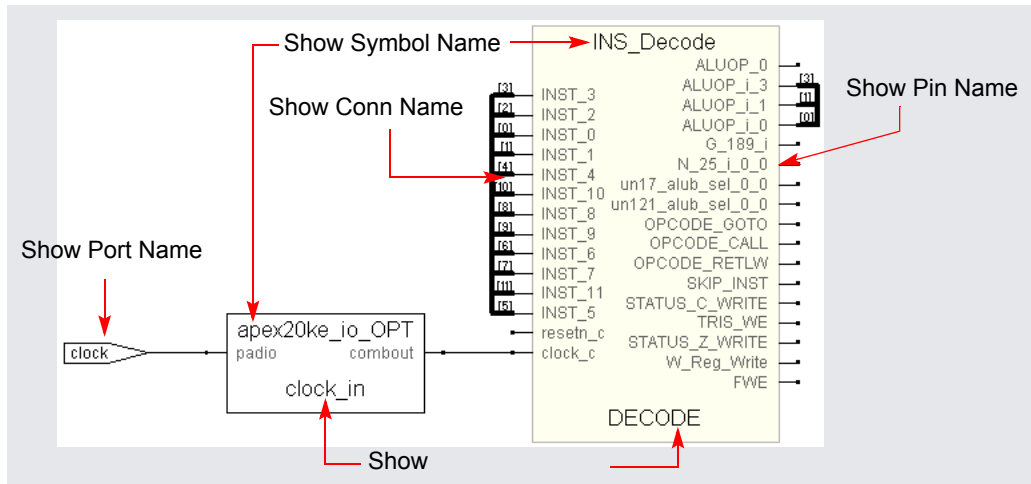 Show Symbol Name
INS_Decode
ALUOP_0
ALUOP_i_3
[3]
ALUOP_i_1
[1]
ALUOP_i_0
[0]
G_189_i
N_25_i_0_0
un17_alub_sel_0_0
un121_alub_sel_0_0
OPCODE_GOTO
OPCODE_CALL
OPCODE_RETLW
SKIP_INST
STATUS_C_WRITE
TRIS_WE
STATUS_Z_WRITE
W_Reg_Write
FWE
Show Pin Name
Show Conn Name
[3]
INST_3
[2]
INST_2
[0]
INST_0
[1]
INST_1
[4]
INST_4
[10]
INST_10
[8]
INST_8
[9]
INST_9
[6]
INST_6
[7]
INST_7
[11]
INST_11
[5]
INST_5
resetn_c
clock_c
DECODE
Show Port Name
clock
apex20ke_io_OPT
padio
combout
clock_in
Show